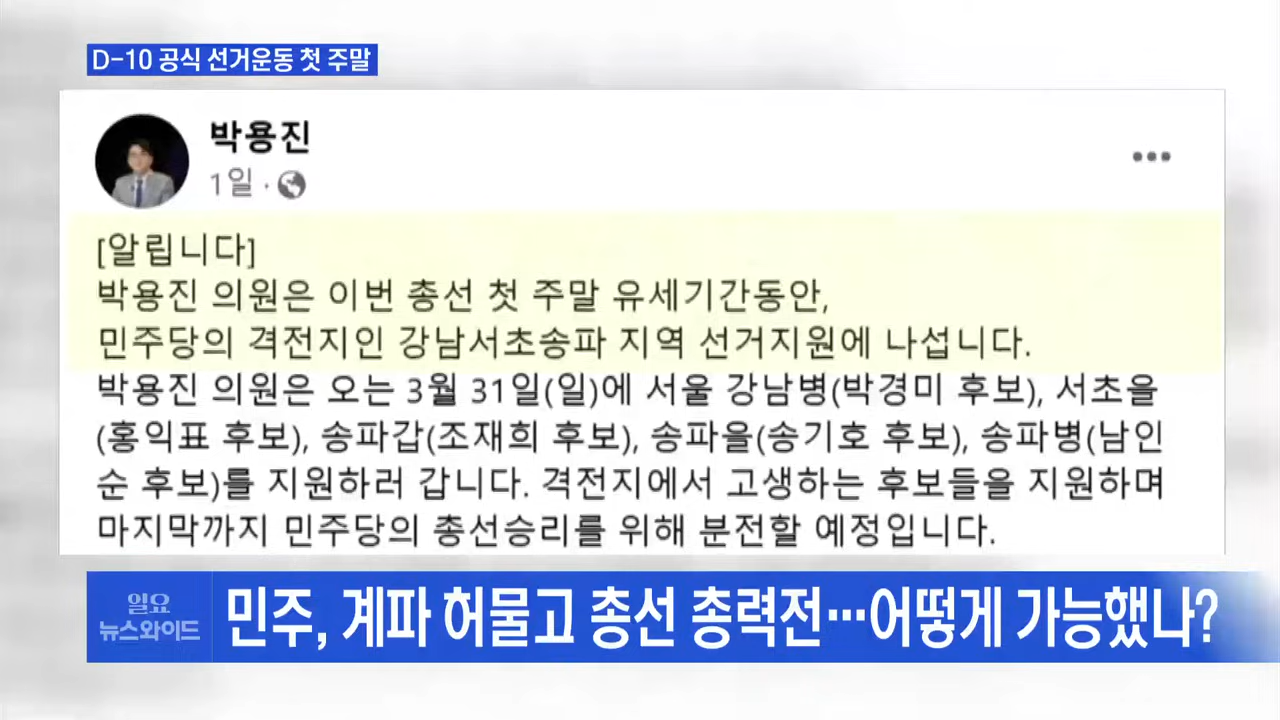 D-10 공식 선거운동 첫 주말
박용진
1일 ·
[알립니다]
박용진 의원은 이번 총선 첫 주말 유세기간동안,
민주당의 격전지인 강남서초송파 지역 선거지원에 나섭니다.
박용진 의원은 오는 3월 31일(일)에 서울 강남병(박경미 후보), 서초을
(홍익표 후보), 송파갑(조재희 후보), 송파을(송기호 후보), 송파병(남인
순 후보)를 지원하러 갑니다. 격전지에서 고생하는 후보들을 지원하며
마지막까지 민주당의 총선승리를 위해 분전할 예정입니다.
일요
뉴스와이드
민주, 계파 허물고 총선 총력전…어떻게 가능했나?